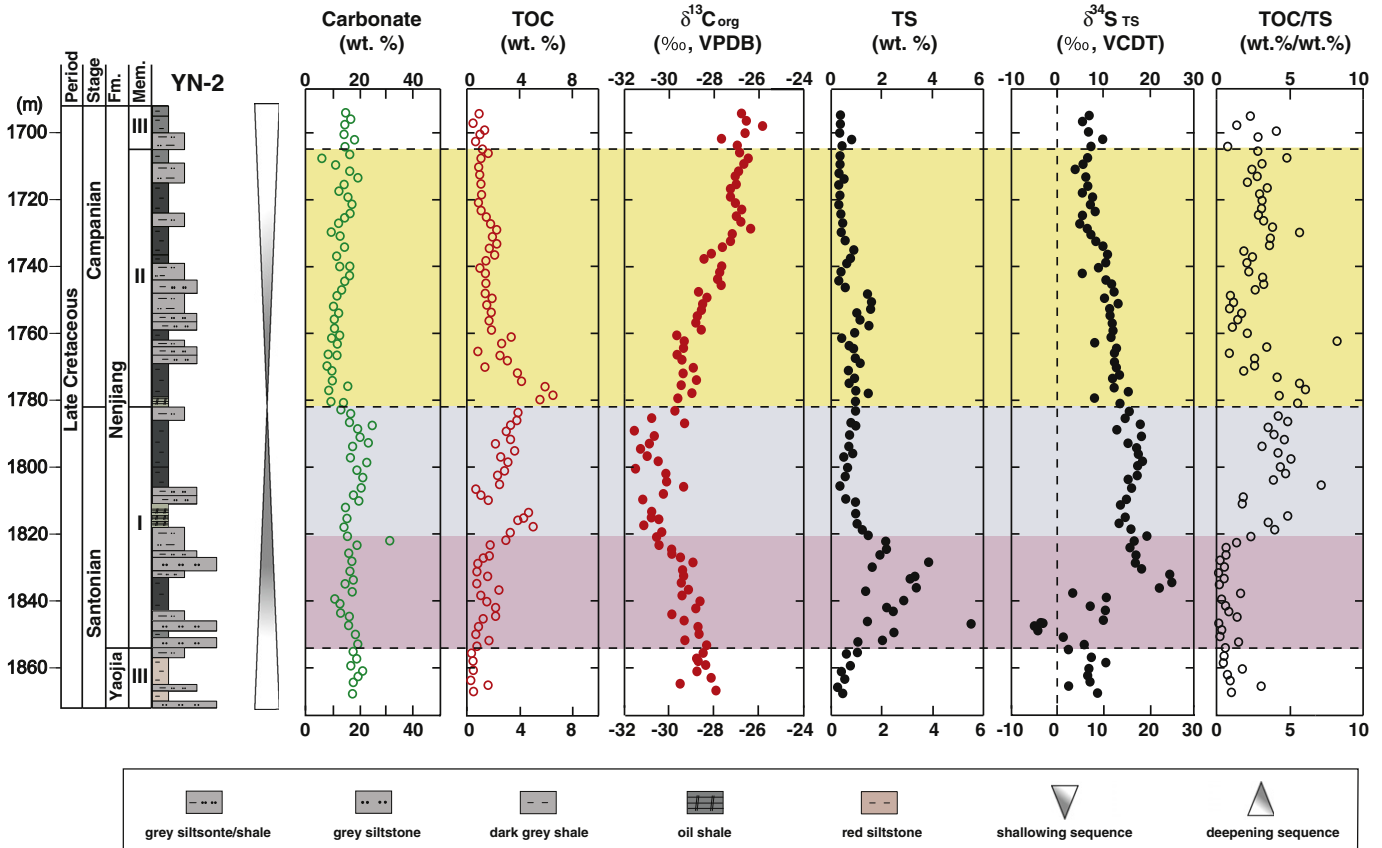 Carbonate TOC δ¹³Corg TS δ³⁴S TS TOC/TS
(wt. %) (wt. %) (‰, VPDB) (wt. %) (‰, VCDT) (wt.%/wt.%)
Period Stage Fm. Mem. YN-2
0 20 40 0 4 8 -32 -30 -28 -26 -24 0 2 4 6 -10 0 10 20 30 0 5 10
(m)
1700
1720
1740
1760
1780
1800
1820
1840
1860
Late Cretaceous
Campanian
Santonian
Nenjiang
Yaojia
III
II
I
III
0 20 40 0 4 8 -32 -30 -28 -26 -24 0 2 4 6 -10 0 10 20 30 0 5 10
grey siltsonte/shale grey siltstone dark grey shale oil shale red siltstone shallowing sequence deepening sequence